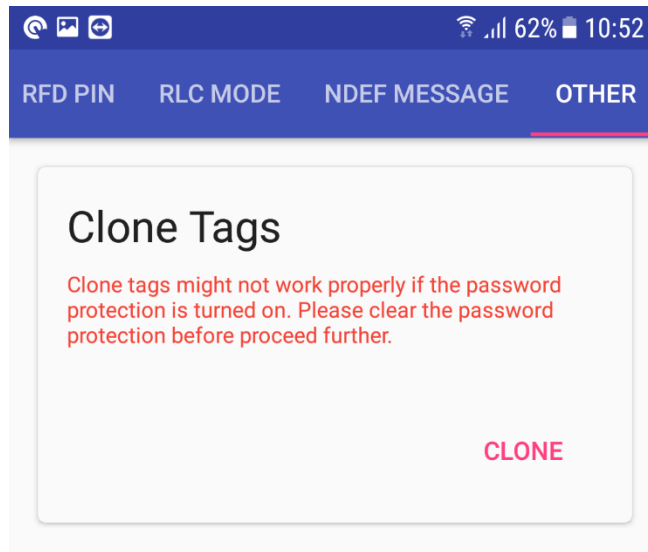 62% 10:52
RFD PIN RLC MODE NDEF MESSAGE OTHER
Clone Tags
Clone tags might not work properly if the password
protection is turned on. Please clear the password
protection before proceed further.
CLONE